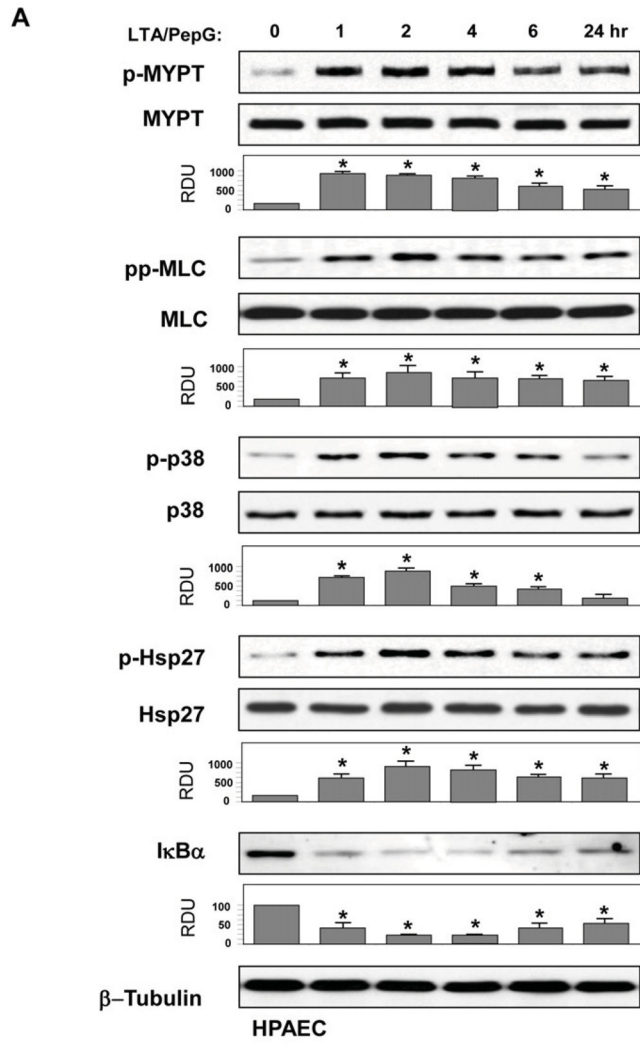 A
LTA/PepG: 0 1 2 4 6 24 hr
p-MYPT
MYPT
RDU 1000 500 0 * * * * *
pp-MLC
MLC
RDU 1000 500 0 * * * * *
p-p38
p38
RDU 1000 500 0 * * * *
p-Hsp27
Hsp27
RDU 1000 500 0 * * * * *
IκBα
RDU 100 50 0 * * * * *
β–Tubulin
HPAEC